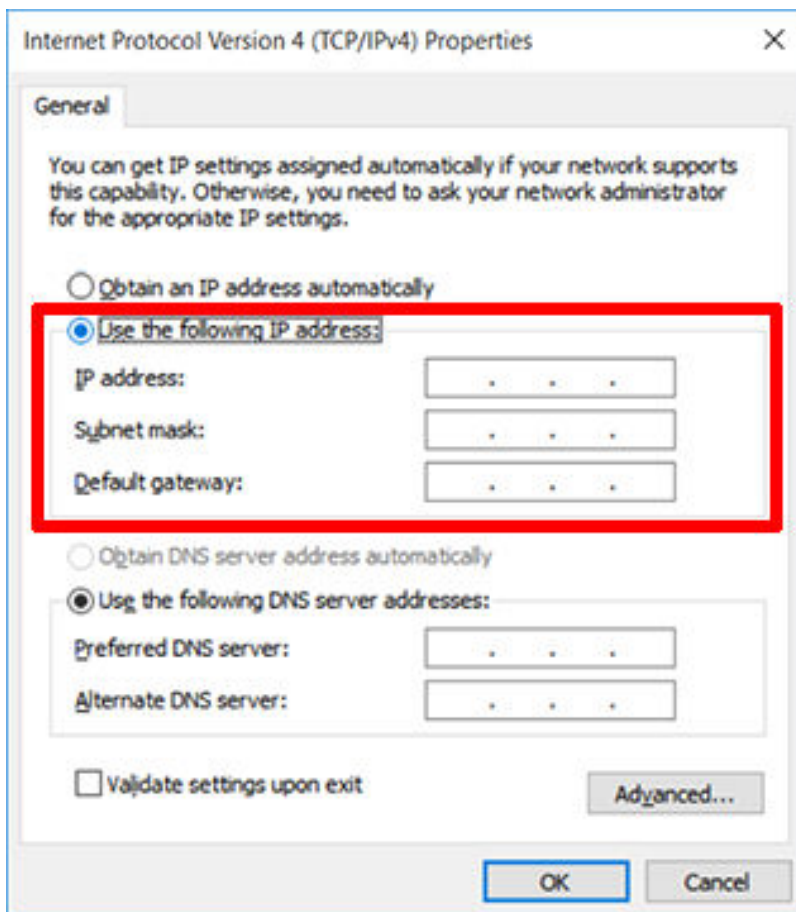 Internet Protocol Version 4 (TCP/IPv4) Properties
General
You can get IP settings assigned automatically if your network supports
this capability. Otherwise, you need to ask your network administrator
for the appropriate IP settings.
Obtain an IP address automatically
Use the following IP address:
IP address: . . .
Subnet mask: . . .
Default gateway: . . .
Obtain DNS server address automatically
Use the following DNS server addresses:
Preferred DNS server: . . .
Alternate DNS server: . . .
Validate settings upon exit
Advanced...
OK Cancel